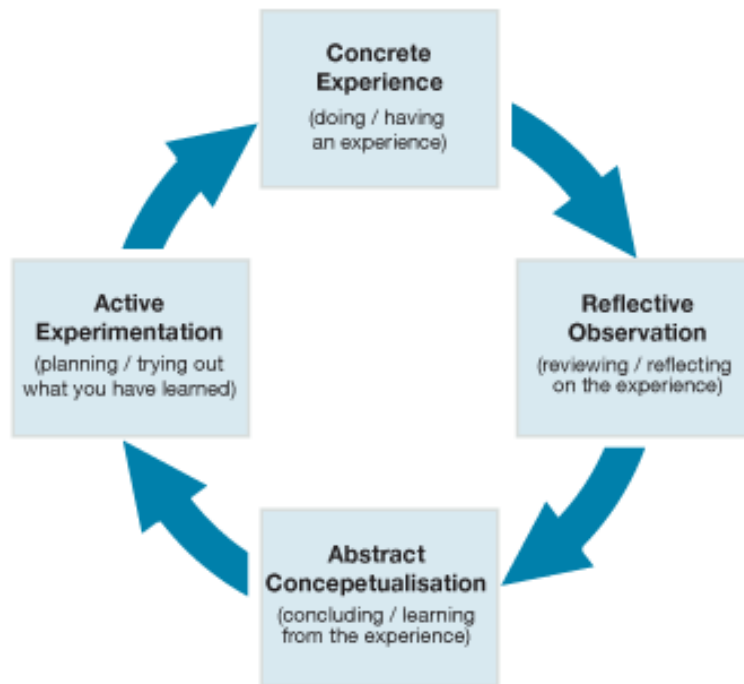 Concrete
Experience
(doing / having
an experience)
Active
Experimentation
(planning / trying out
what you have learned)
Reflective
Observation
(reviewing / reflecting
on the experience)
Abstract
Concepetualisation
(concluding / learning
from the experience)